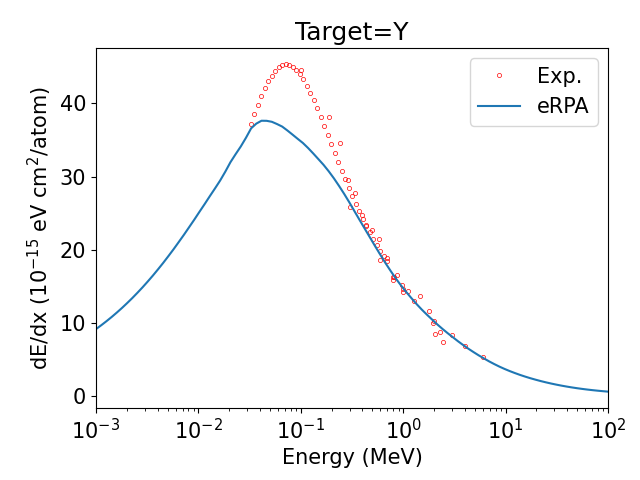 Target=Y
Exp.
eRPA
dE/dx (10⁻¹⁵ eV cm²/atom)
40
30
20
10
0
10⁻³ 10⁻² 10⁻¹ 10⁰ 10¹ 10²
Energy (MeV)